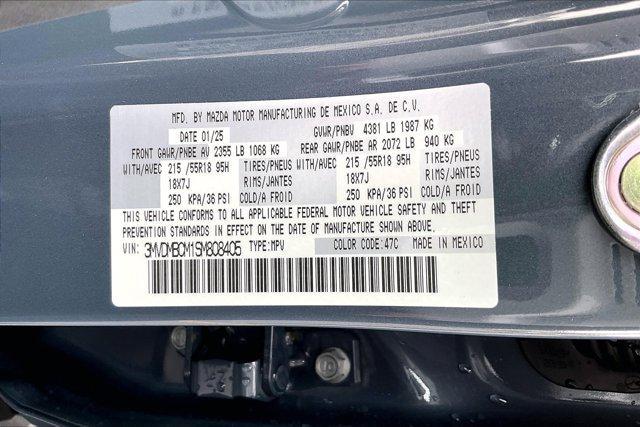 MFD. BY MAZDA MOTOR MANUFACTURING DE MEXICO S.A. DE C.V.
DATE 01/25 GVWR/PNBV 4381 LB 1987 KG
FRONT GAWR/PNBE AV 2355 LB 1068 KG REAR GAWR/PNBE AR 2072 LB 940 KG
WITH/AVEC 215 /55R18 95H TIRES/PNEUS WITH/AVEC 215 /55R18 95H TIRES/PNEUS
18X7J RIMS/JANTES 18X7J RIMS/JANTES
250 KPA/36 PSI COLD/A FROID 250 KPA/36 PSI COLD/A FROID
THIS VEHICLE CONFORMS TO ALL APPLICABLE FEDERAL MOTOR VEHICLE SAFETY AND THEFT
PREVENTION STANDARDS IN EFFECT ON THE DATE OF MANUFACTURE SHOWN ABOVE.
VIN: 3MVDMBCM1SM808405 TYPE:MPV COLOR CODE:47C MADE IN MEXICO